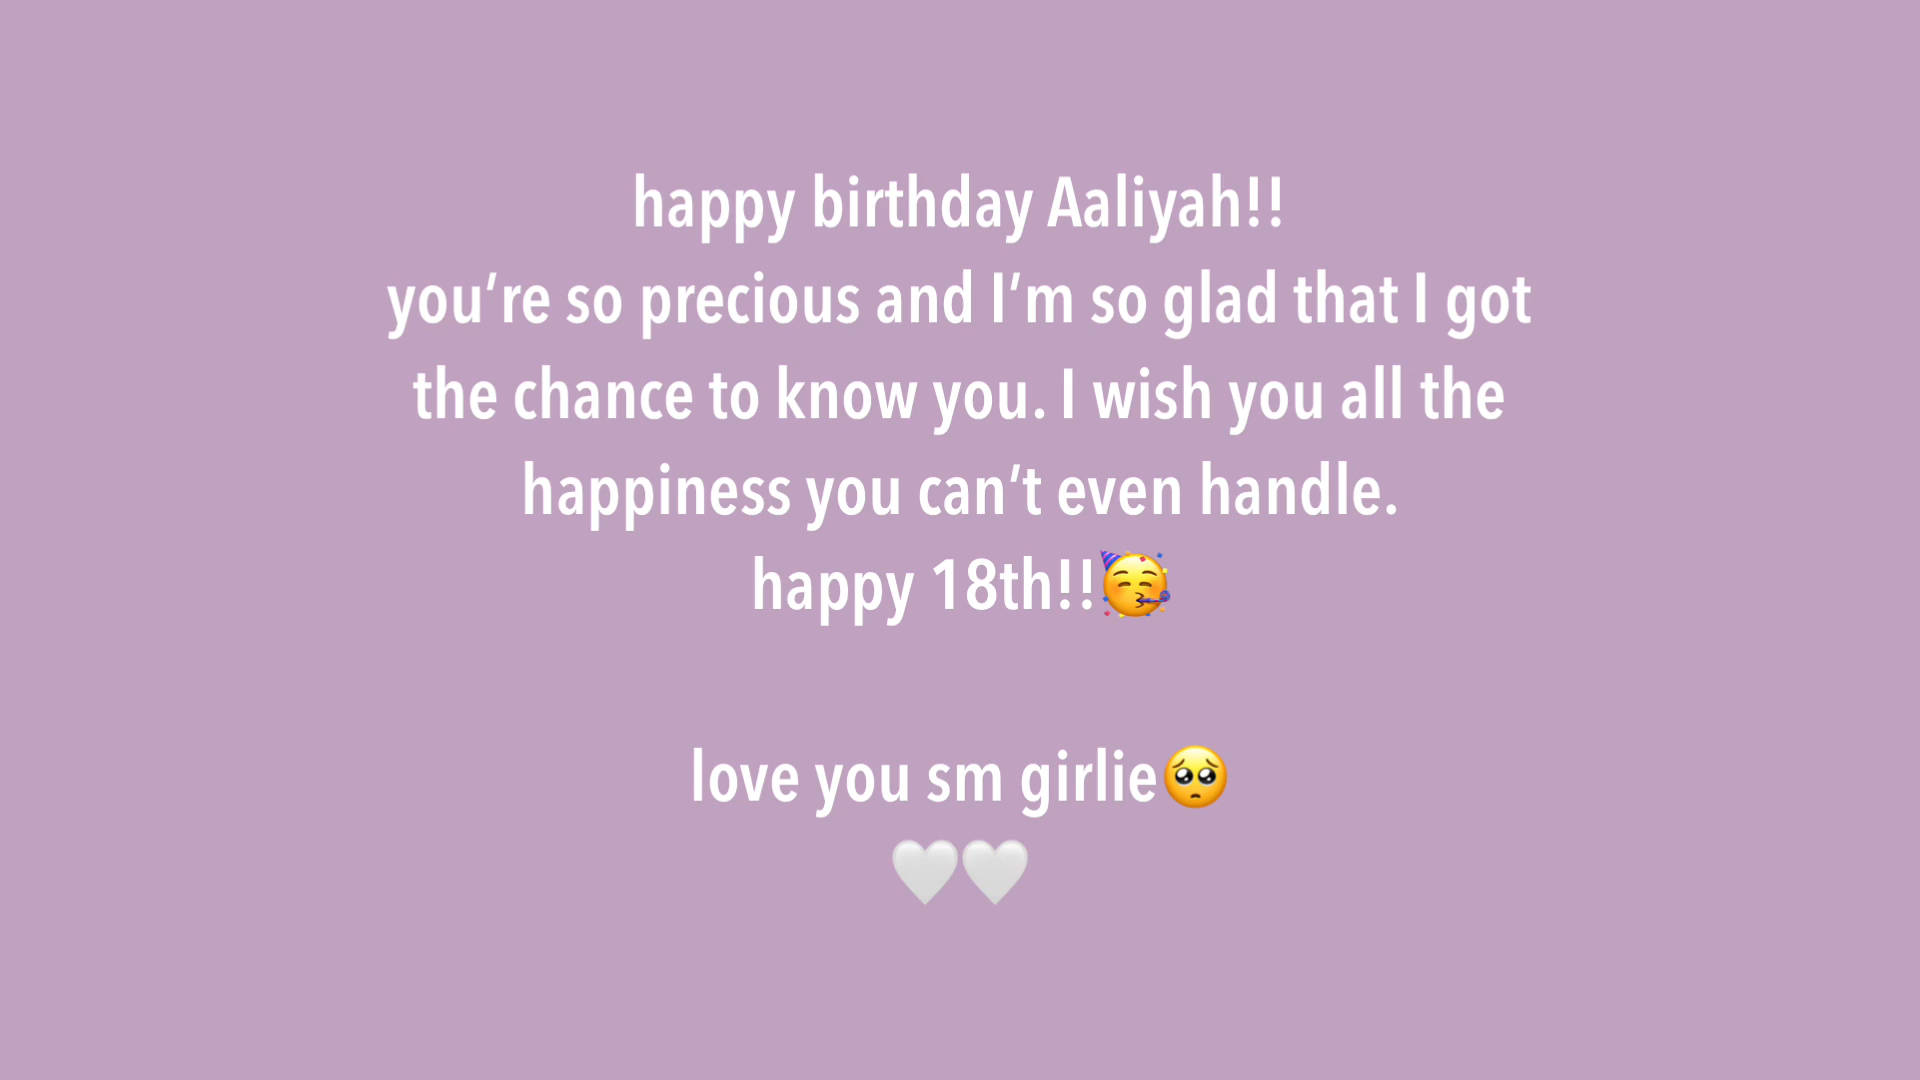 happy birthday Aaliyah!!
you’re so precious and I’m so glad that I got
the chance to know you. I wish you all the
happiness you can’t even handle.
happy 18th!!🥳
love you sm girlie🥺
🤍🤍